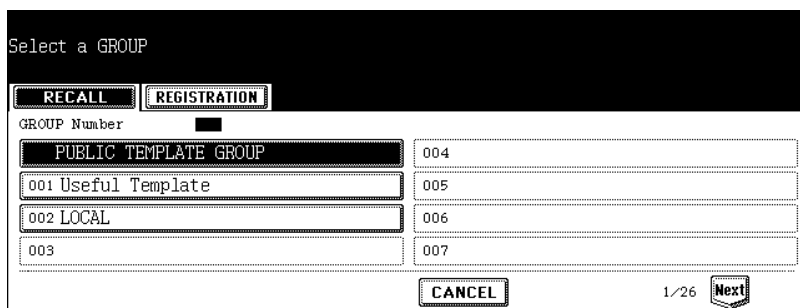 Select a GROUP
RECALL REGISTRATION
GROUP Number
PUBLIC TEMPLATE GROUP 004
001 Useful Template 005
002 LOCAL 006
003 007
CANCEL 1/26 Next